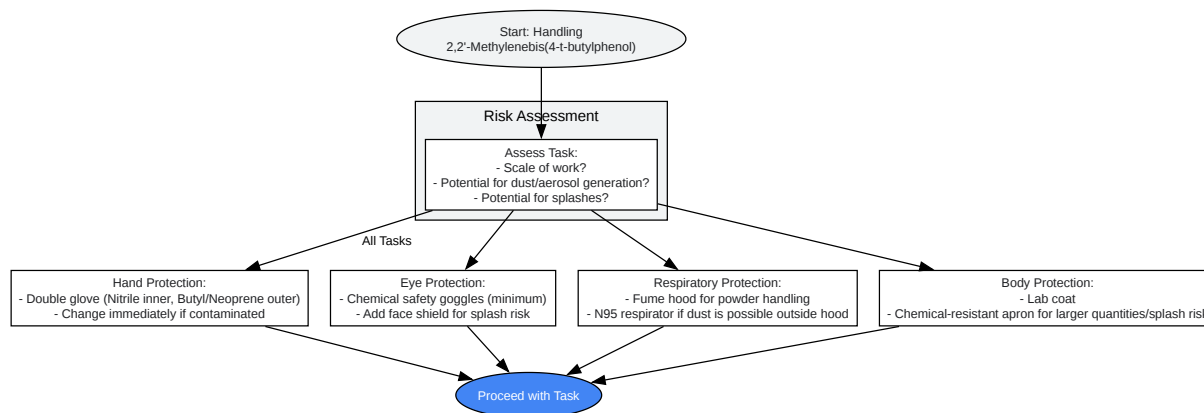 Start: Handling
2,2'-Methylenebis(4-t-butylphenol)
Risk Assessment
Assess Task:
- Scale of work?
- Potential for dust/aerosol generation?
- Potential for splashes?
All Tasks
Hand Protection:
- Double glove (Nitrile inner, Butyl/Neoprene outer)
- Change immediately if contaminated
Eye Protection:
- Chemical safety goggles (minimum)
- Add face shield for splash risk
Respiratory Protection:
- Fume hood for powder handling
- N95 respirator if dust is possible outside hood
Body Protection:
- Lab coat
- Chemical-resistant apron for larger quantities/splash risk
Proceed with Task